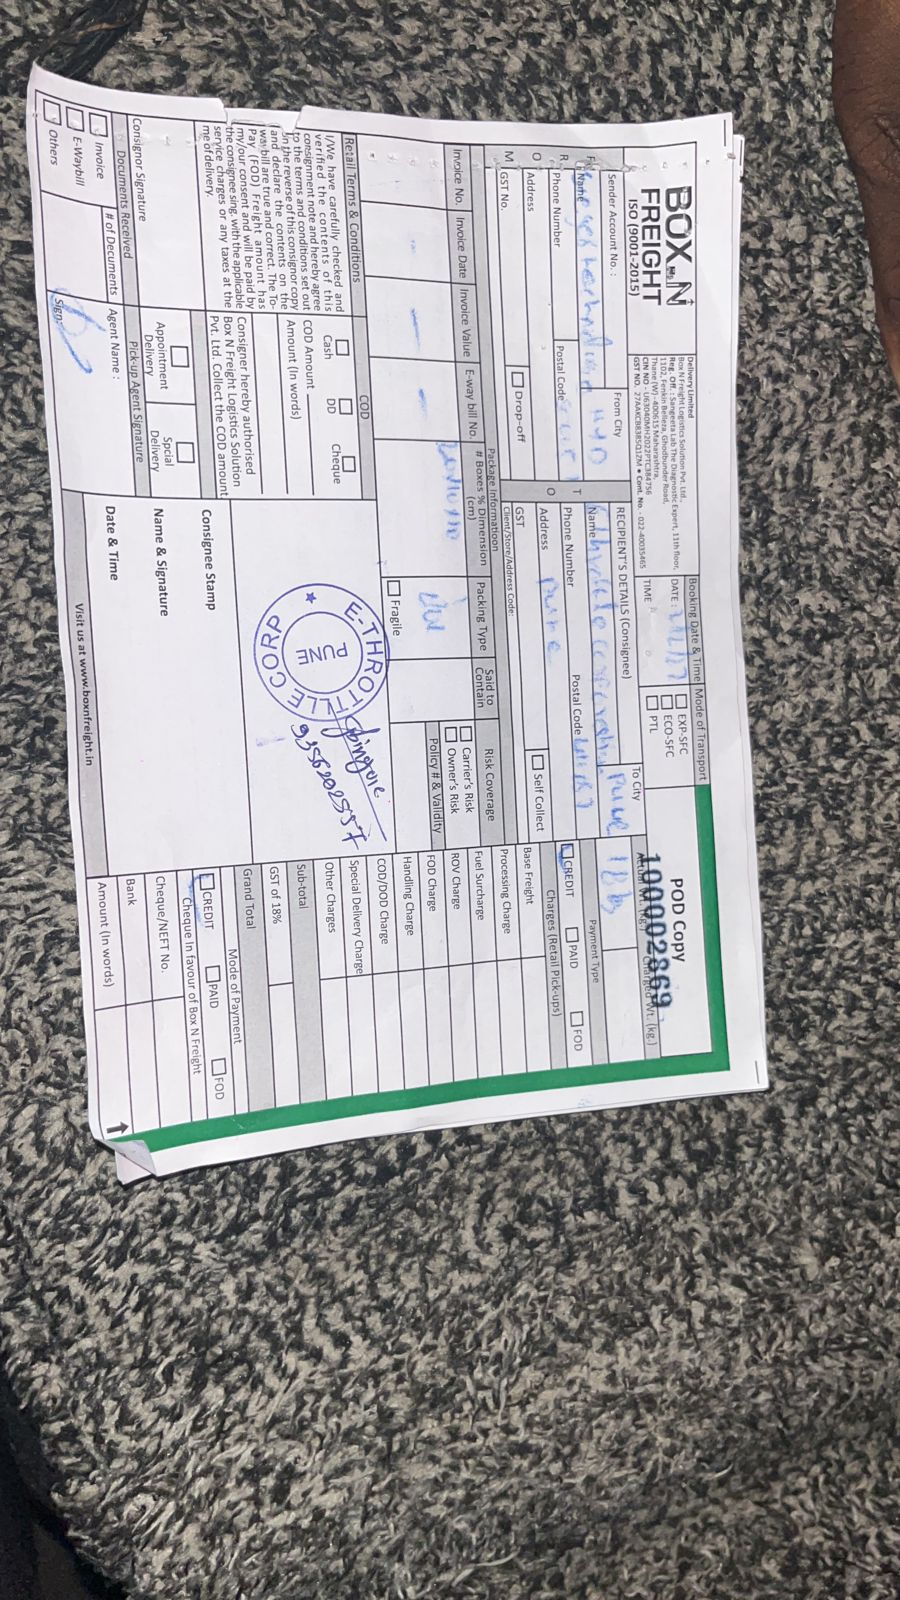 BOX N
FREIGHT
ISO (9001-2015)
Delivery Limited
Box N Freight Logistics Solution Pvt. Ltd.,
Reg. Off. : Sangeeta Lab The Diagnostic Expert, 11th floor,
1102, Fenkin Belleza, Ghodbunder Road,
Thane (W) - 400615 Maharashtra,
CIN NO - U63040MH2022PTC384756
GST NO. 27AAKCB8385Q1ZM • Cont. No. - 022-40035465
Booking Date & Time
DATE :
TIME
Mode of Transport
EXP-SFC
ECO-SFC
PTL
POD Copy
100002869
Actual Wt. (kg.)
Charged Wt. (kg.)
18
FROM
Sender Account No. :
From City
HYD
Name
Phone Number
Postal Code
Address
GST No.
Drop-off
TO
RECIPIENT'S DETAILS (Consignee)
To City
Pune
Name
corporation
Phone Number
Postal Code
Address Pune
Self Collect
GST
Client/Store/Address Code:
Payment Type
CREDIT
PAID
FOD
Charges (Retail Pick-ups)
Base Freight
Processing Charge
Fuel Surcharge
ROV Charge
FOD Charge
Handling Charge
COD/DOD Charge
Special Delivery Charge
Other Charges
Sub-total
GST of 18%
Grand Total
Mode of Payment
CREDIT
PAID
FOD
Cheque In favour of Box N Freight
Cheque/NEFT No.
Bank
Amount (In words)
Package Informatioon
Invoice No.
Invoice Date
Invoice Value
E-way bill No.
# Boxes % Dimension (cm)
Packing Type
Said to Contain
Fragile
Risk Coverage
Carrier's Risk
Owner's Risk
Policy # & Validity
Retail Terms & Conditions
I/We have carefully checked and
verified the contents of this
consignment note and hereby agree
to the terms and conditions set out
in the reverse of this consignor copy
and declare the contents on the
way bill are true and correct. The To-
Pay (FOD) Freight amount has
my/our consent and will be paid by
the consignee sing. with the applicable
service charges or any taxes at the
me of delivery.
Consignor Signature
COD
Cash
DD
Cheque
COD Amount
Amount (In words)
Consigner hereby authorised
Box N Freight Logistics Solution
Pvt. Ltd. Collect the COD amount
Appointment Delivery
Spcial Delivery
E-THROTTLE CORP
PUNE
9356202557
Consignee Stamp
Name & Signature
Date & Time
Documents Received
Invoice
E-Waybill
Others
# of Documents
Pick-up Agent Signature
Agent Name :
Sign:
Visit us at www.boxnfreight.in